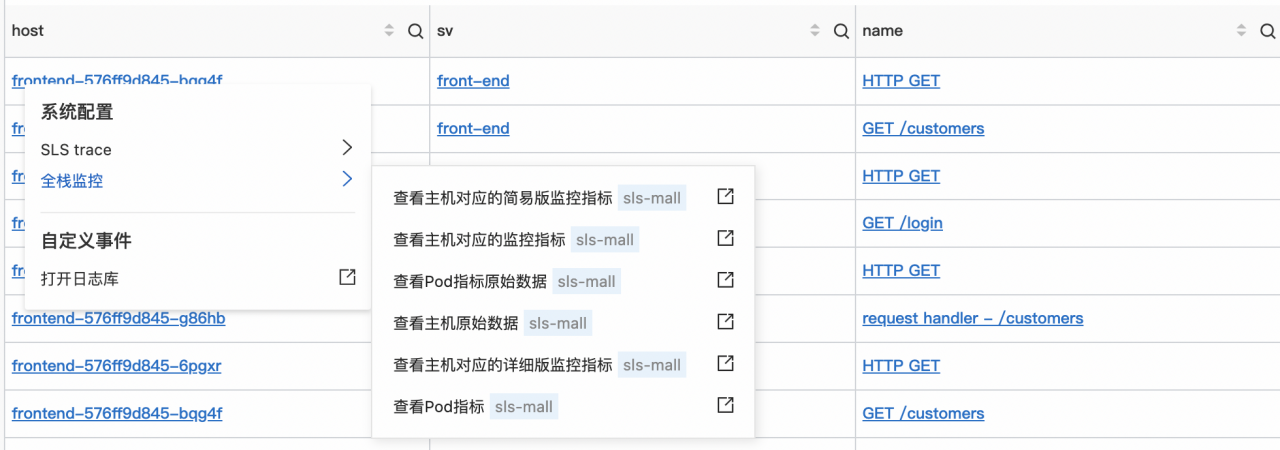 host sv name
frontend-576ff9d845-bqg4f front-end HTTP GET
系统配置
fr front-end GET /customers
SLS trace
fr HTTP GET
全栈监控
查看主机对应的简易版监控指标 sls-mall
fr GET /login
查看主机对应的监控指标 sls-mall
自定义事件
fr HTTP GET
打开日志库
查看Pod指标原始数据 sls-mall
frontend-576ff9d845-g86hb request handler - /customers
查看主机原始数据 sls-mall
frontend-576ff9d845-6pgxr HTTP GET
查看主机对应的详细版监控指标 sls-mall
frontend-576ff9d845-bqg4f GET /customers
查看Pod指标 sls-mall